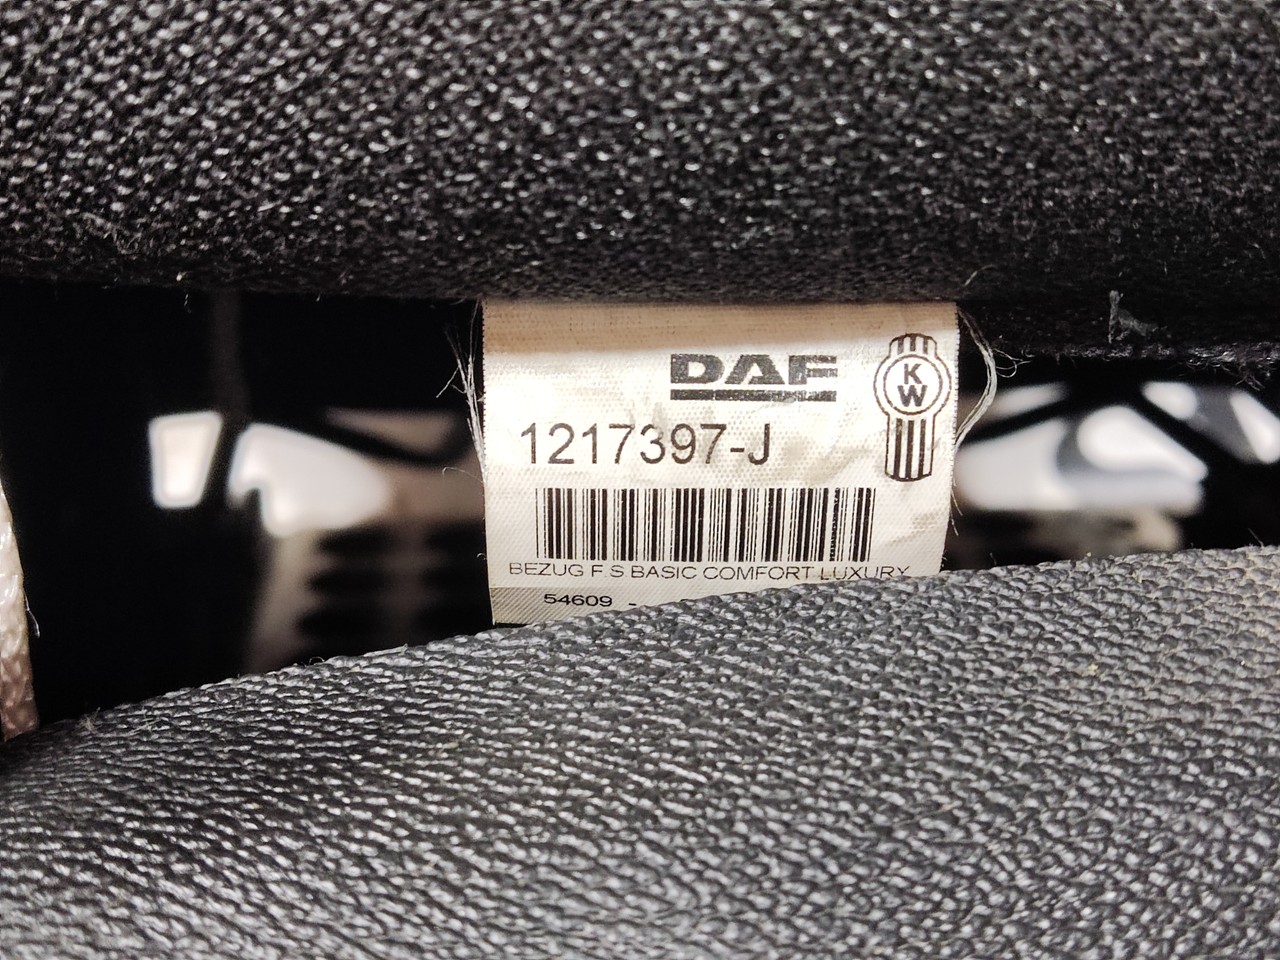 DAF
KW
1217397-J
BEZUG F.S BASIC COMFORT LUXURY
54609 -